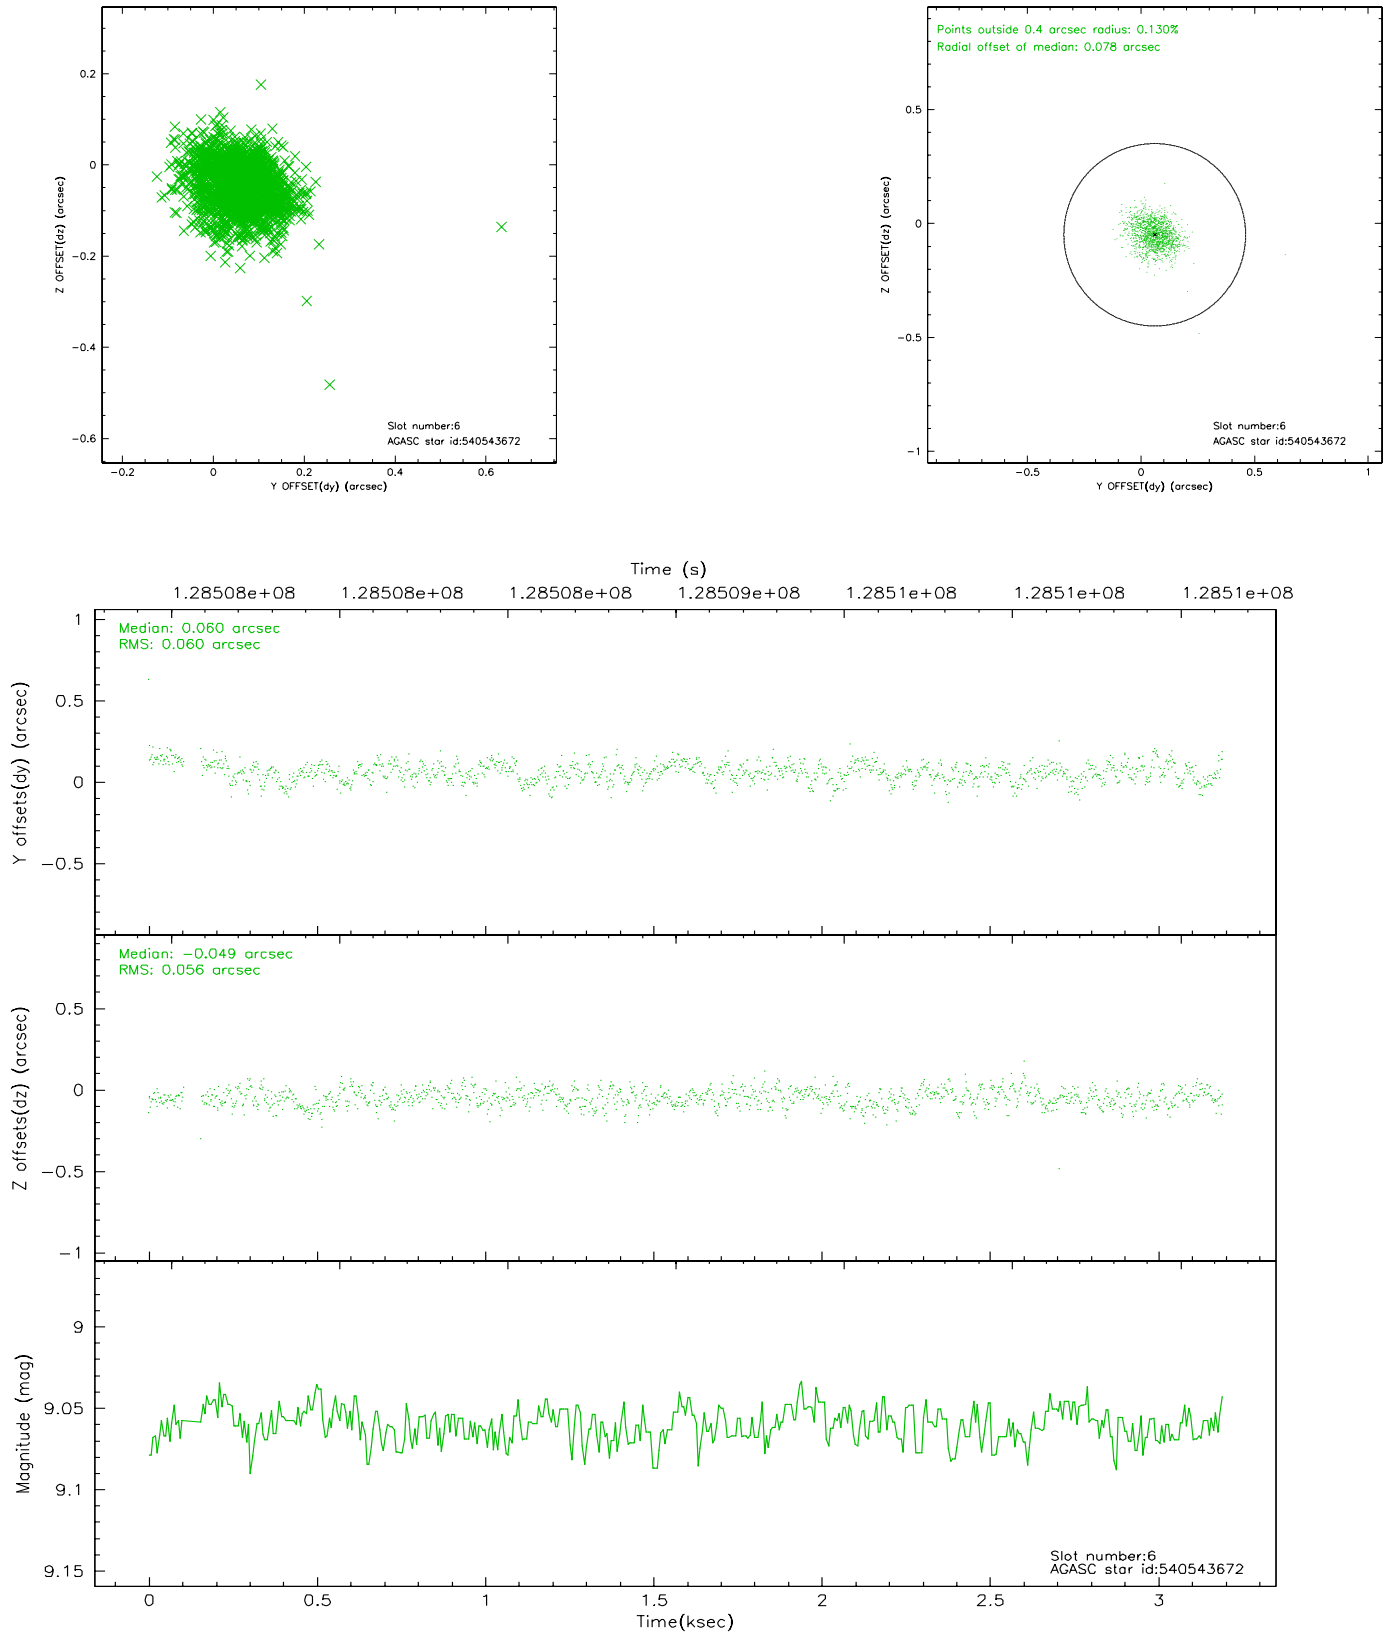 0.2
0
-0.2
-0.4
-0.6
Z OFFSET(dz) (arcsec)
Slot number:6
AGASC star id:540543672
-0.2 0 0.2 0.4 0.6
Y OFFSET(dy) (arcsec)
Points outside 0.4 arcsec radius: 0.130%
Radial offset of median: 0.078 arcsec
0.5
0
-0.5
-1
Z OFFSET(dz) (arcsec)
Slot number:6
AGASC star id:540543672
-0.5 0 0.5 1
Y OFFSET(dy) (arcsec)
Time (s)
1.28508e+08 1.28508e+08 1.28508e+08 1.28509e+08 1.2851e+08 1.2851e+08 1.2851e+08
Median: 0.060 arcsec
RMS: 0.060 arcsec
1
0.5
0
-0.5
Y offsets(dy) (arcsec)
Median: -0.049 arcsec
RMS: 0.056 arcsec
0.5
0
-0.5
-1
Z offsets(dz) (arcsec)
9
9.05
9.1
9.15
Magnitude (mag)
Slot number:6
AGASC star id:540543672
0 0.5 1 1.5 2 2.5 3
Time(ksec)